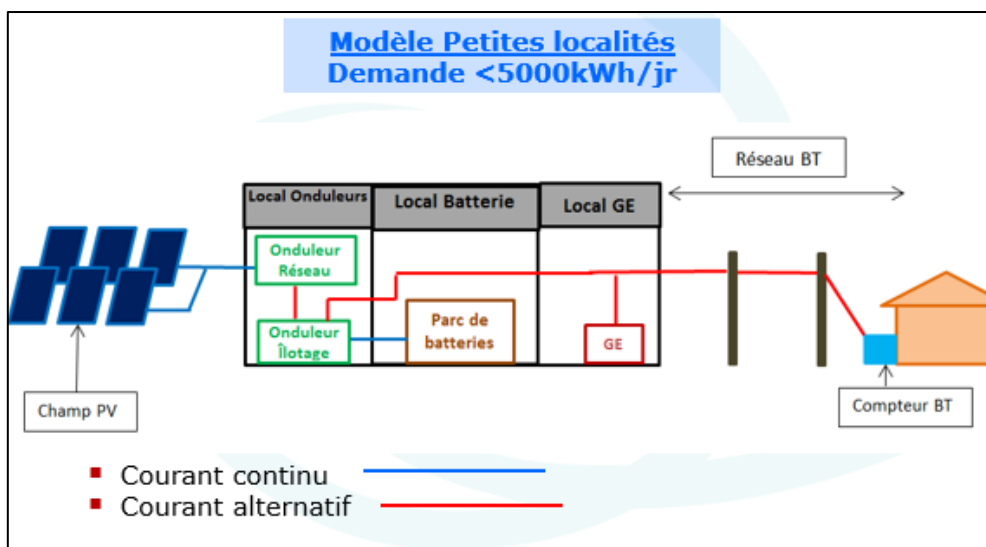 Modèle Petites localités
Demande <5000kWh/jr
Réseau BT
Local Onduleurs
Local Batterie
Local GE
Onduleur
Réseau
Onduleur
Îlotage
Parc de
batteries
GE
Champ PV
Compteur BT
Courant continu
Courant alternatif